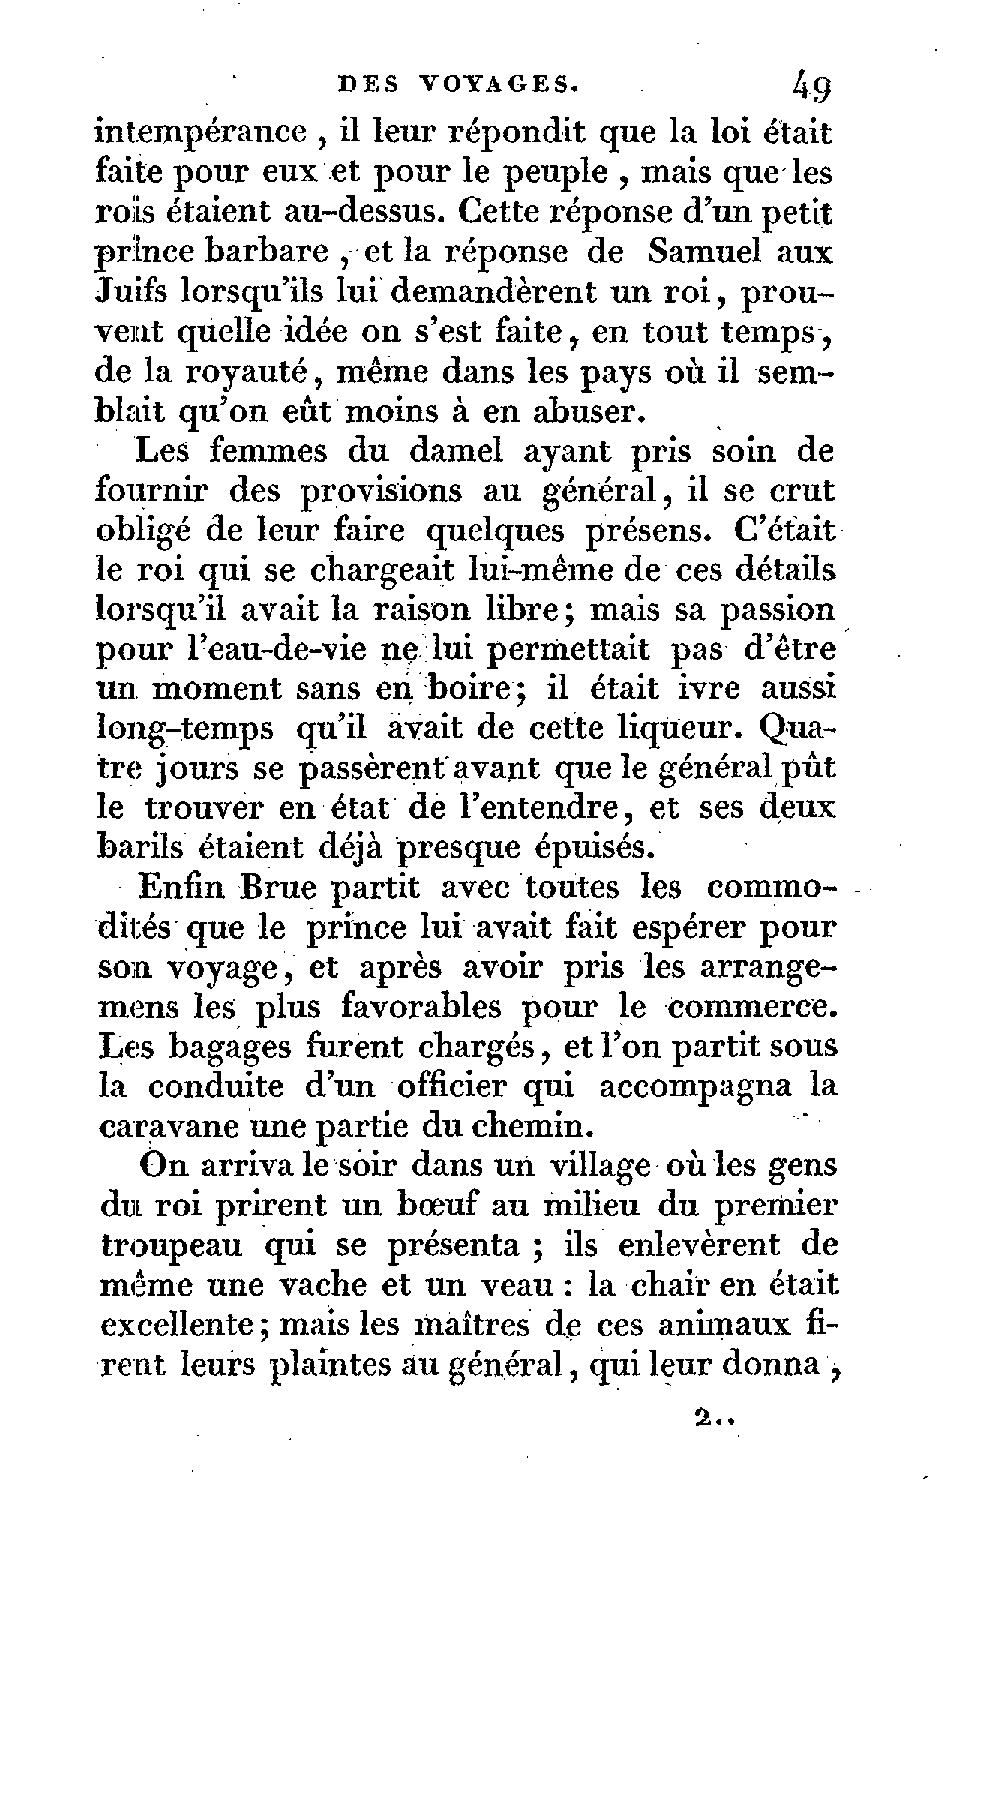 DES VOYAGES. 49
intempérance , il leur répondit que la loi était
faite pour eux et pour le peuple , mais que les
rois étaient au-dessus. Cette réponse d'un petit
prince barbare , et la réponse de Samuel aux
Juifs lorsqu'ils lui demandèrent un roi, prou-
vent quelle idée on s'est faite, en tout temps,
de la royauté, même dans les pays où il sem-
blait qu'on eût moins à en abuser.
Les femmes du damel ayant pris soin de
fournir des provisions au général, il se crut
obligé de leur faire quelques présens. C'était
le roi qui se chargeait lui-même de ces détails
lorsqu'il avait la raison libre; mais sa passion
pour l'eau-de-vie ne lui permettait pas d'être
un moment sans en boire; il était ivre aussi
long-temps qu'il avait de cette liqueur. Qua-
tre jours se passèrent avant que le général pût
le trouver en état de l'entendre, et ses deux
barils étaient déjà presque épuisés.
Enfin Brue partit avec toutes les commo-
dités que le prince lui avait fait espérer pour
son voyage, et après avoir pris les arrange-
mens les plus favorables pour le commerce.
Les bagages furent chargés, et l'on partit sous
la conduite d'un officier qui accompagna la
caravane une partie du chemin.
On arriva le soir dans un village où les gens
du roi prirent un bœuf au milieu du premier
troupeau qui se présenta ; ils enlevèrent de
même une vache et un veau : la chair en était
excellente; mais les maîtres de ces animaux fi-
rent leurs plaintes au général, qui leur donna ,
2..